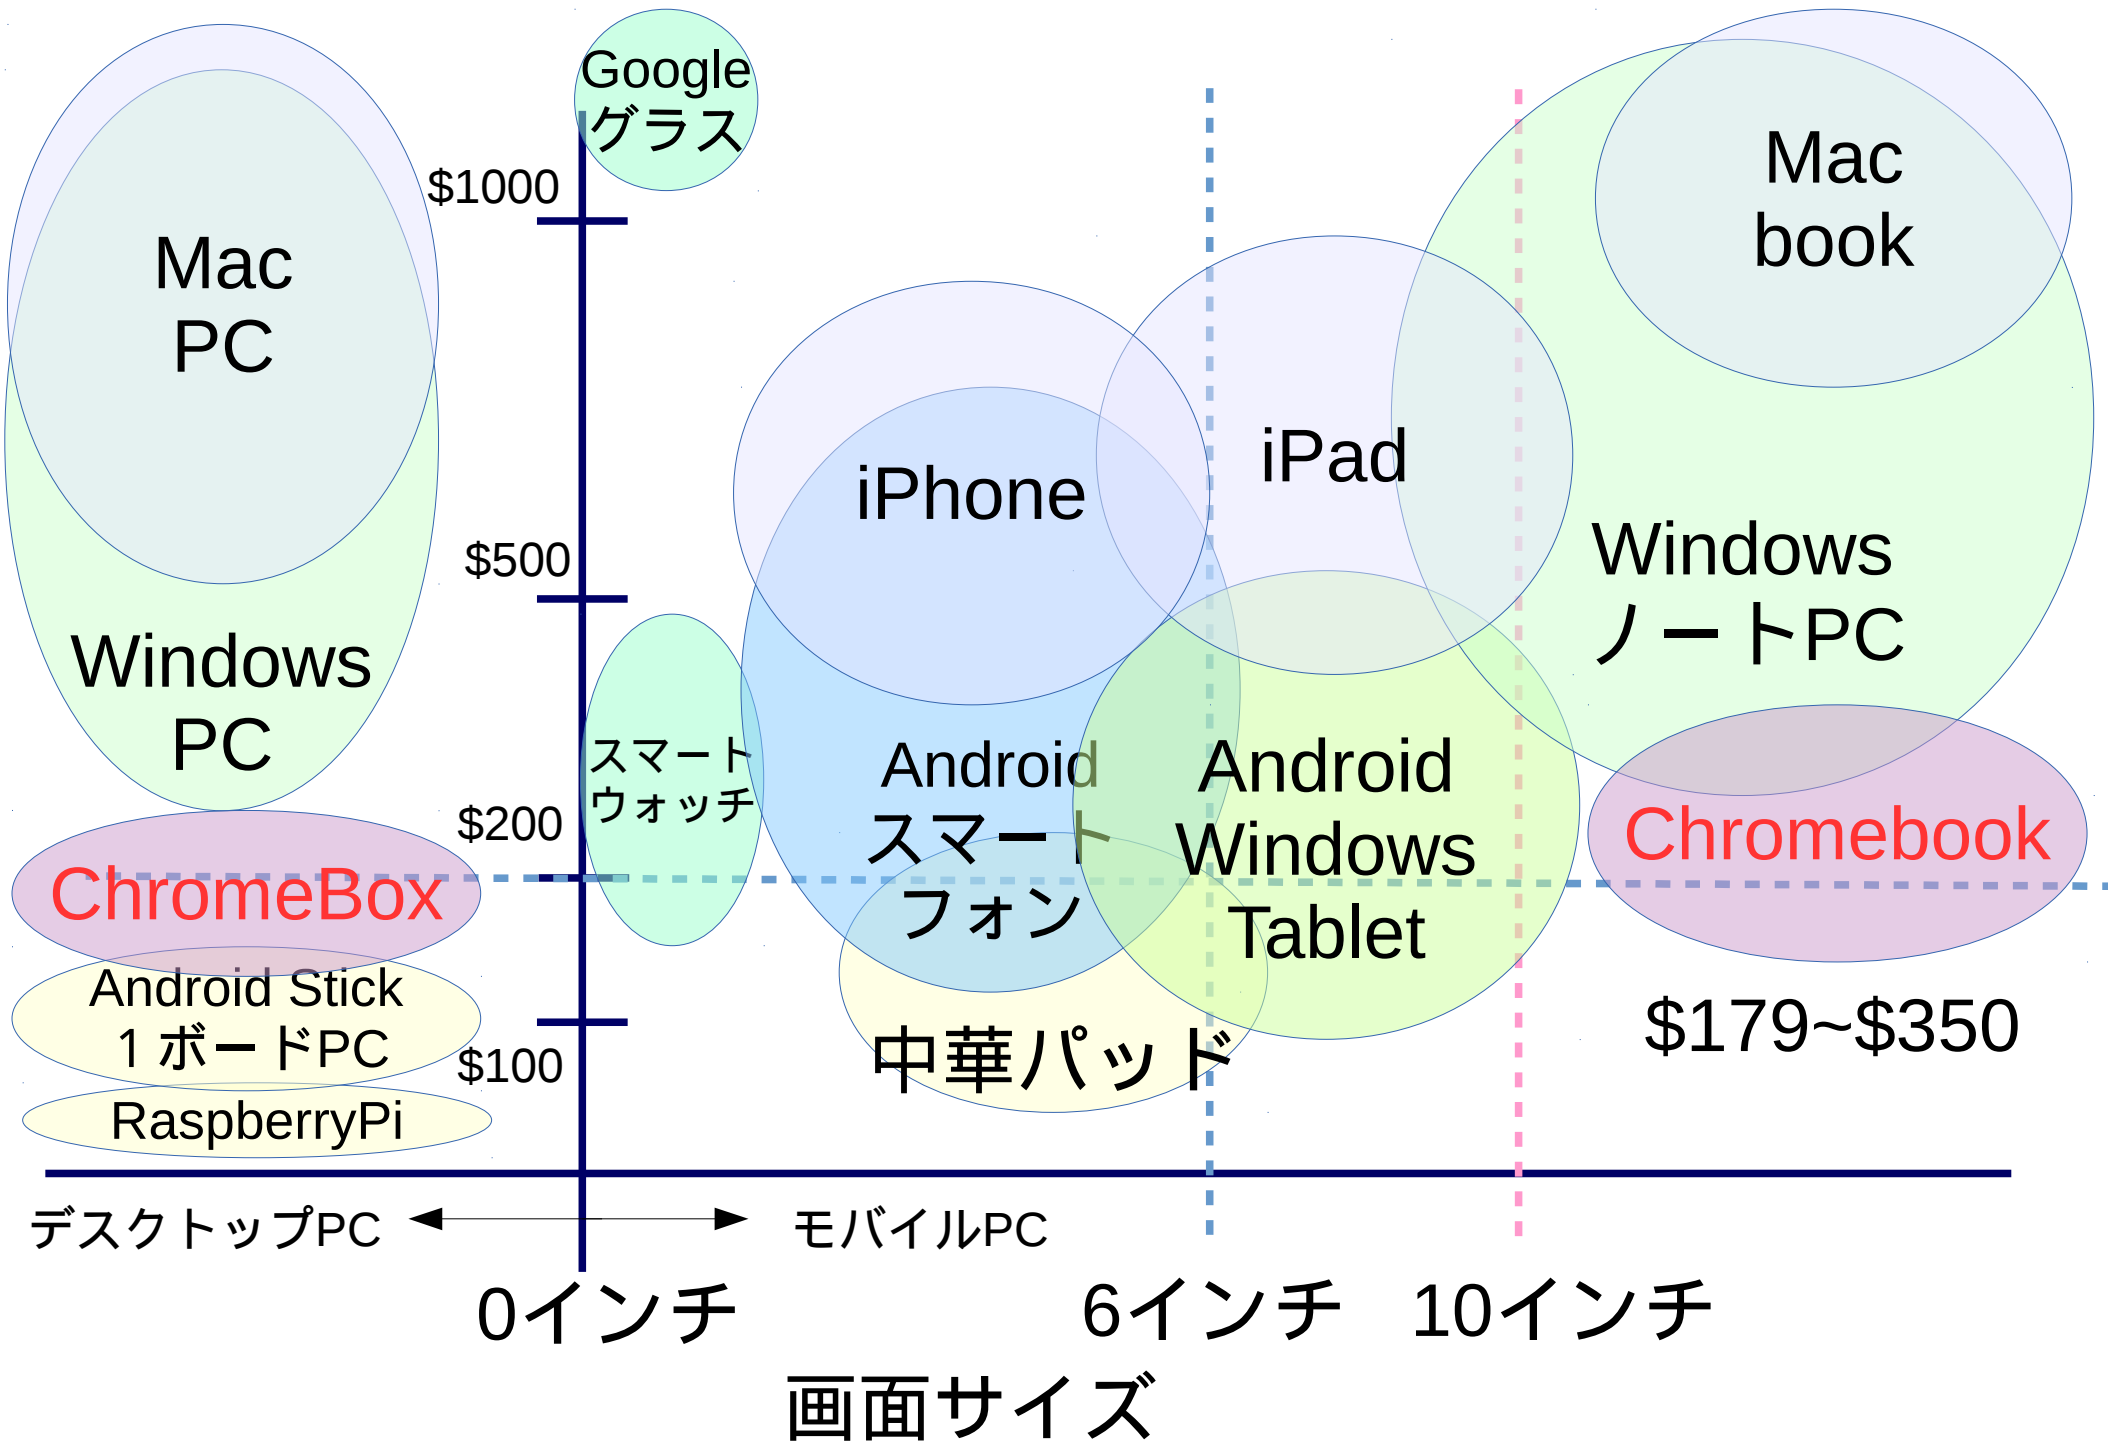 Google
グラス
$1000
Mac
PC
Mac
book
iPhone
iPad
$500
Windows
PC
Windows
ノートPC
スマート
ウォッチ
$200
Android
スマート
フォン
Android
Windows
Tablet
Chromebook
ChromeBox
$179~$350
Android Stick
１ボードPC
中華パッド
$100
RaspberryPi
デスクトップPC
モバイルPC
0インチ
6インチ
10インチ
画面サイズ